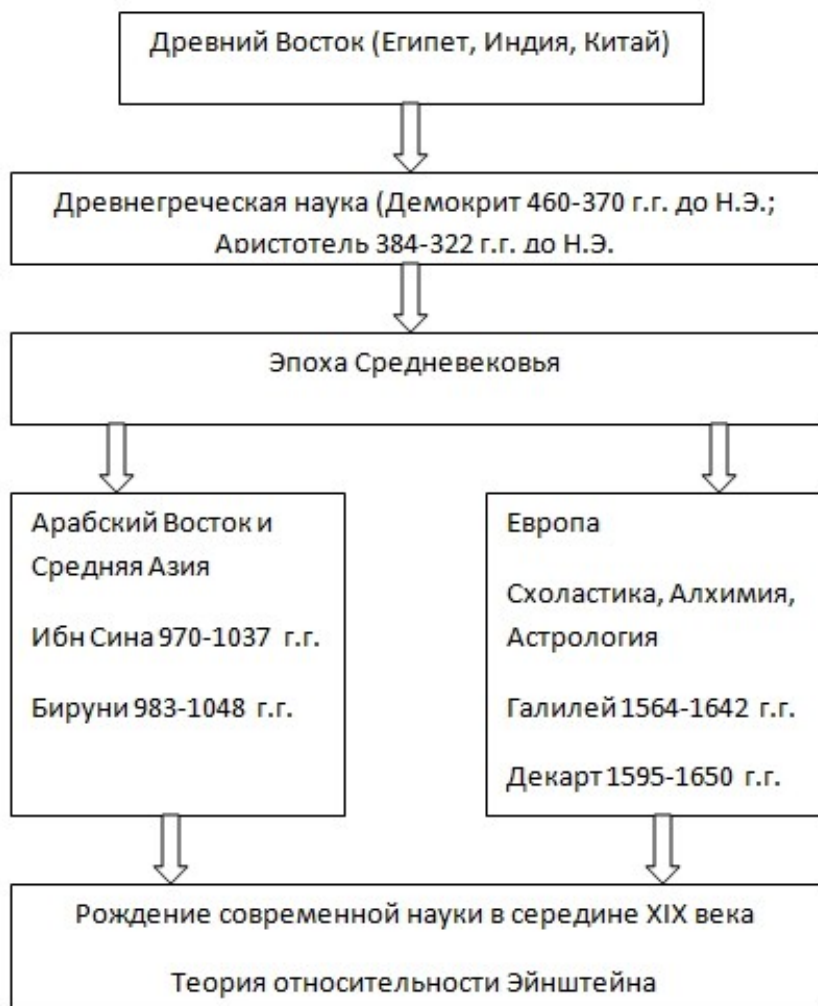 Древний Восток (Египет, Индия, Китай)
Древнегреческая наука (Демокрит 460-370 г.г. до Н.Э.;
Аристотель 384-322 г.г. до Н.Э.
Эпоха Средневековья
Арабский Восток и
Средняя Азия
Ибн Сина 970-1037 г.г.
Бируни 983-1048 г.г.
Европа
Схоластика, Алхимия,
Астрология
Галилей 1564-1642 г.г.
Декарт 1595-1650 г.г.
Рождение современной науки в середине XIX века
Теория относительности Эйнштейна